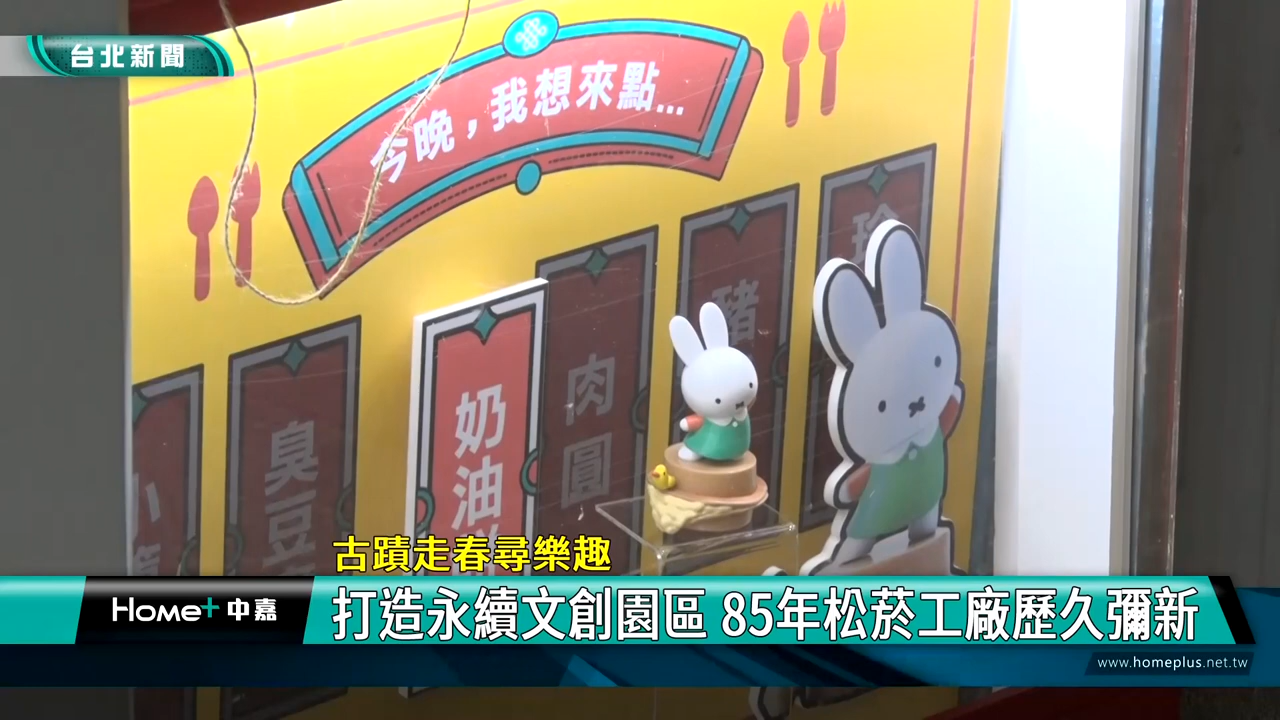 台北新聞
今晚，我想來點...
臭豆
奶油
肉
圓
豬
古蹟走春尋樂趣
Home+中嘉
打造永續文創園區 85年松菸工廠歷久彌新
www.homeplus.net.tw